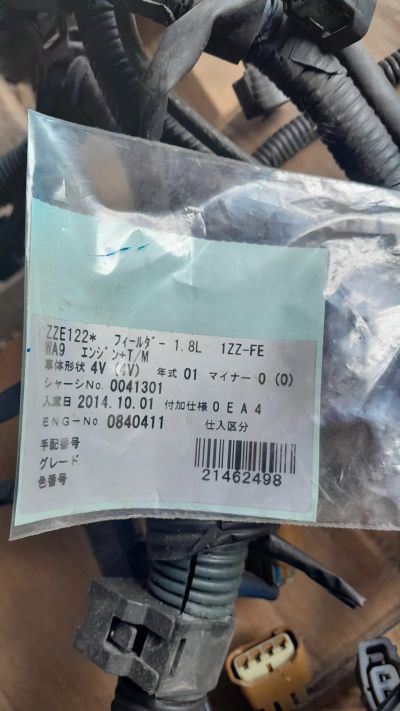 ZZE122* フィールダー 1.8L 1ZZ-FE
WA9 エンジン+T/M
車体形状 4V (4V) 年式 01 マイナー 0 (0)
シャーシNo. 0041301
入庫日 2014.10.01 付加仕様 0EA4
ENG-No. 0840411 仕入区分
手配番号
グレード
色番号
21462498